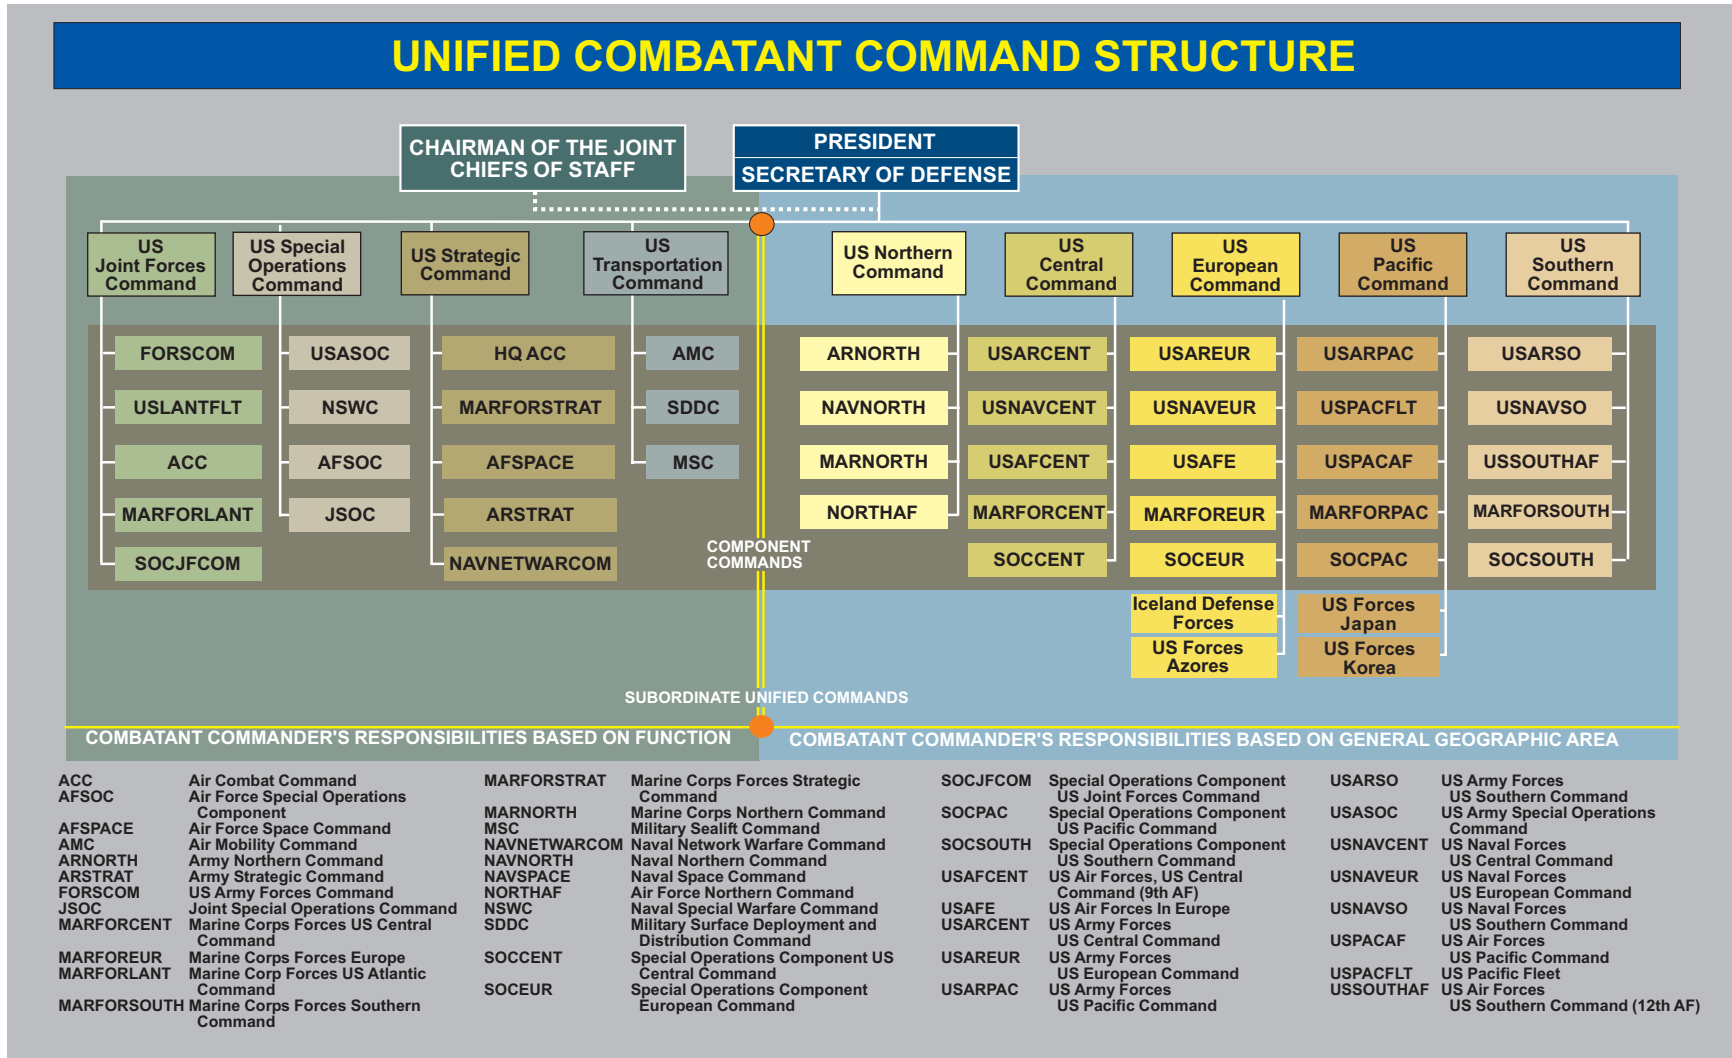 UNIFIED COMBATANT COMMAND STRUCTURE
CHAIRMAN OF THE JOINT
CHIEFS OF STAFF
PRESIDENT
SECRETARY OF DEFENSE
US
Joint Forces
Command
US Special
Operations
Command
US Strategic
Command
US
Transportation
Command
US Northern
Command
US
Central
Command
US
European
Command
US
Pacific
Command
US
Southern
Command
FORSCOM
USLANTFLT
ACC
MARFORLANT
SOCJFCOM
USASOC
NSWC
AFSOC
JSOC
HQ ACC
MARFORSTRAT
AFSPACE
ARSTRAT
NAVNETWARCOM
AMC
SDDC
MSC
ARNORTH
NAVNORTH
MARNORTH
NORTHAF
USARCENT
USNAVCENT
USAFCENT
MARFORCENT
SOCCENT
USAREUR
USNAVEUR
USAFE
MARFOREUR
SOCEUR
Iceland Defense
Forces
US Forces
Azores
USARPAC
USPACFLT
USPACAF
MARFORPAC
SOCPAC
US Forces
Japan
US Forces
Korea
USARSO
USNAVSO
USSOUTHAF
MARFORSOUTH
SOCSOUTH
COMPONENT
COMMANDS
SUBORDINATE UNIFIED COMMANDS
COMBATANT COMMANDER'S RESPONSIBILITIES BASED ON FUNCTION
COMBATANT COMMANDER'S RESPONSIBILITIES BASED ON GENERAL GEOGRAPHIC AREA
ACC Air Combat Command
AFSOC Air Force Special Operations
Component
AFSPACE Air Force Space Command
AMC Air Mobility Command
ARNORTH Army Northern Command
ARSTRAT Army Strategic Command
FORSCOM US Army Forces Command
JSOC Joint Special Operations Command
MARFORCENT Marine Corps Forces US Central
Command
MARFOREUR Marine Corps Forces Europe
MARFORLANT Marine Corp Forces US Atlantic
Command
MARFORSOUTH Marine Corps Forces Southern
Command
MARFORSTRAT Marine Corps Forces Strategic
Command
MARNORTH Marine Corps Northern Command
MSC Military Sealift Command
NAVNETWARCOM Naval Network Warfare Command
NAVNORTH Naval Northern Command
NAVSPACE Naval Space Command
NORTHAF Air Force Northern Command
NSWC Naval Special Warfare Command
SDDC Military Surface Deployment and
Distribution Command
SOCCENT Special Operations Component US
Central Command
SOCEUR Special Operations Component
European Command
SOCJFCOM Special Operations Component
US Joint Forces Command
SOCPAC Special Operations Component
US Pacific Command
SOCSOUTH Special Operations Component
US Southern Command
USAFCENT US Air Forces, US Central
Command (9th AF)
USAFE US Air Forces In Europe
USARCENT US Army Forces
US Central Command
USAREUR US Army Forces
US European Command
USARPAC US Army Forces
US Pacific Command
USARSO US Army Forces
US Southern Command
USASOC US Army Special Operations
Command
USNAVCENT US Naval Forces
US Central Command
USNAVEUR US Naval Forces
US European Command
USNAVSO US Naval Forces
US Southern Command
USPACAF US Air Forces
US Pacific Command
USPACFLT US Pacific Fleet
USSOUTHAF US Air Forces
US Southern Command (12th AF)